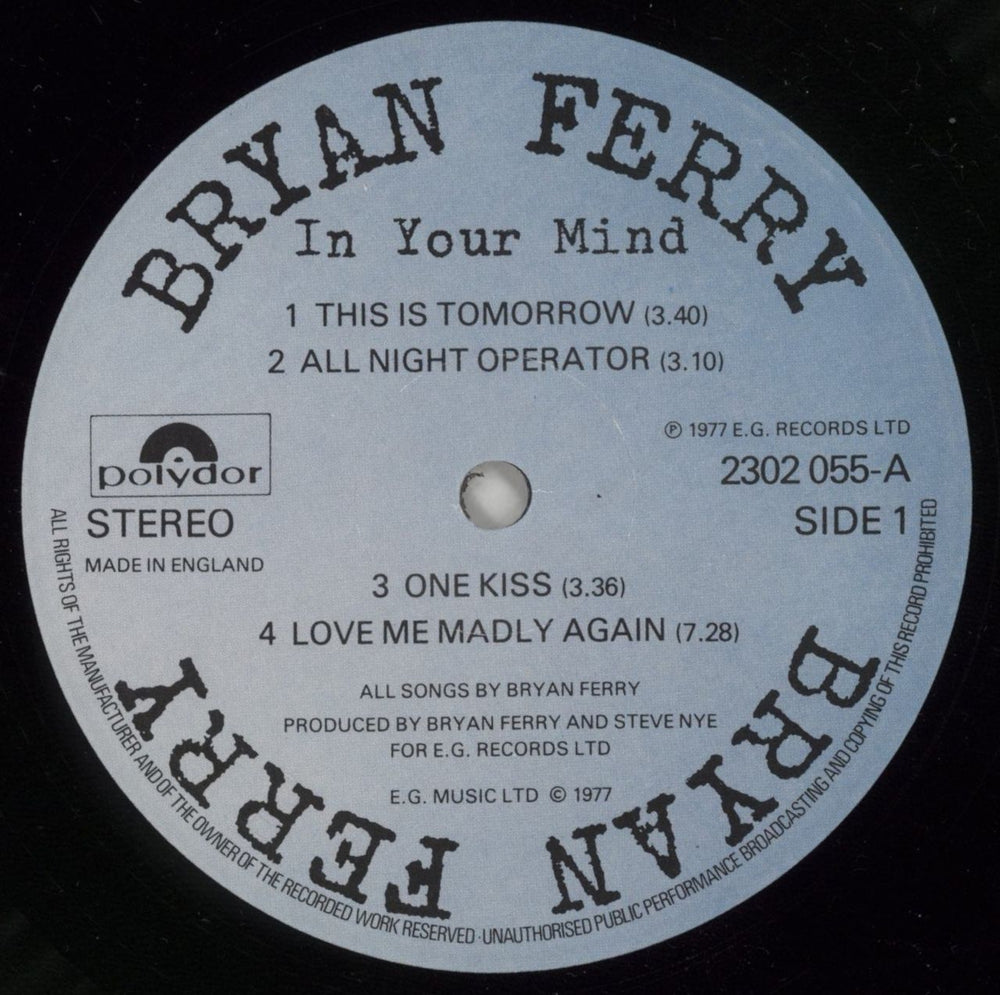 BRYAN FERRY
In Your Mind
1 THIS IS TOMORROW (3.40)
2 ALL NIGHT OPERATOR (3.10)
polydor
STEREO
MADE IN ENGLAND
℗ 1977 E.G. RECORDS LTD
2302 055-A
SIDE 1
3 ONE KISS (3.36)
4 LOVE ME MADLY AGAIN (7.28)
ALL SONGS BY BRYAN FERRY
PRODUCED BY BRYAN FERRY AND STEVE NYE
FOR E.G. RECORDS LTD
E.G. MUSIC LTD © 1977
BRYAN FERRY
ALL RIGHTS OF THE MANUFACTURER AND OF THE OWNER OF THE RECORDED WORK RESERVED · UNAUTHORISED PUBLIC PERFORMANCE BROADCASTING AND COPYING OF THIS RECORD PROHIBITED